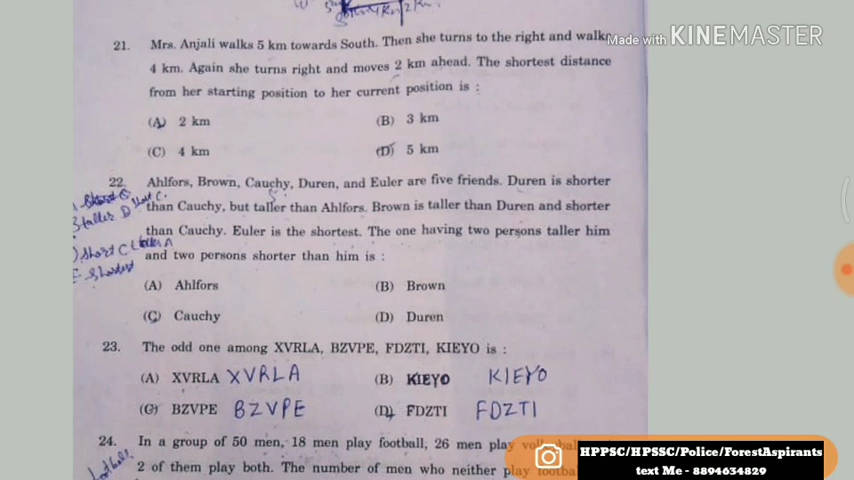 Made with KINEMASTER
21. Mrs. Anjali walks 5 km towards South. Then she turns to the right and walks
4 km. Again she turns right and moves 2 km ahead. The shortest distance
from her starting position to her current position is :
(A) 2 km (B) 3 km
(C) 4 km (D) 5 km
22. Ahlfors, Brown, Cauchy, Duren, and Euler are five friends. Duren is shorter
than Cauchy, but taller than Ahlfors. Brown is taller than Duren and shorter
than Cauchy. Euler is the shortest. The one having two persons taller him
and two persons shorter than him is :
taller D short C
short C taller A
E - Shortest
(A) Ahlfors (B) Brown
(C) Cauchy (D) Duren
23. The odd one among XVRLA, BZVPE, FDZTI, KIEYO is :
(A) XVRLA XVRLA (B) KIEYO KIEYO
(C) BZVPE BZVPE (D) FDZTI FDZTI
24. In a group of 50 men, 18 men play football; 26 men play
2 of them play both. The number of men who neither play football
football
HPPSC/HPSSC/Police/ForestAspirants
text Me - 8894634829